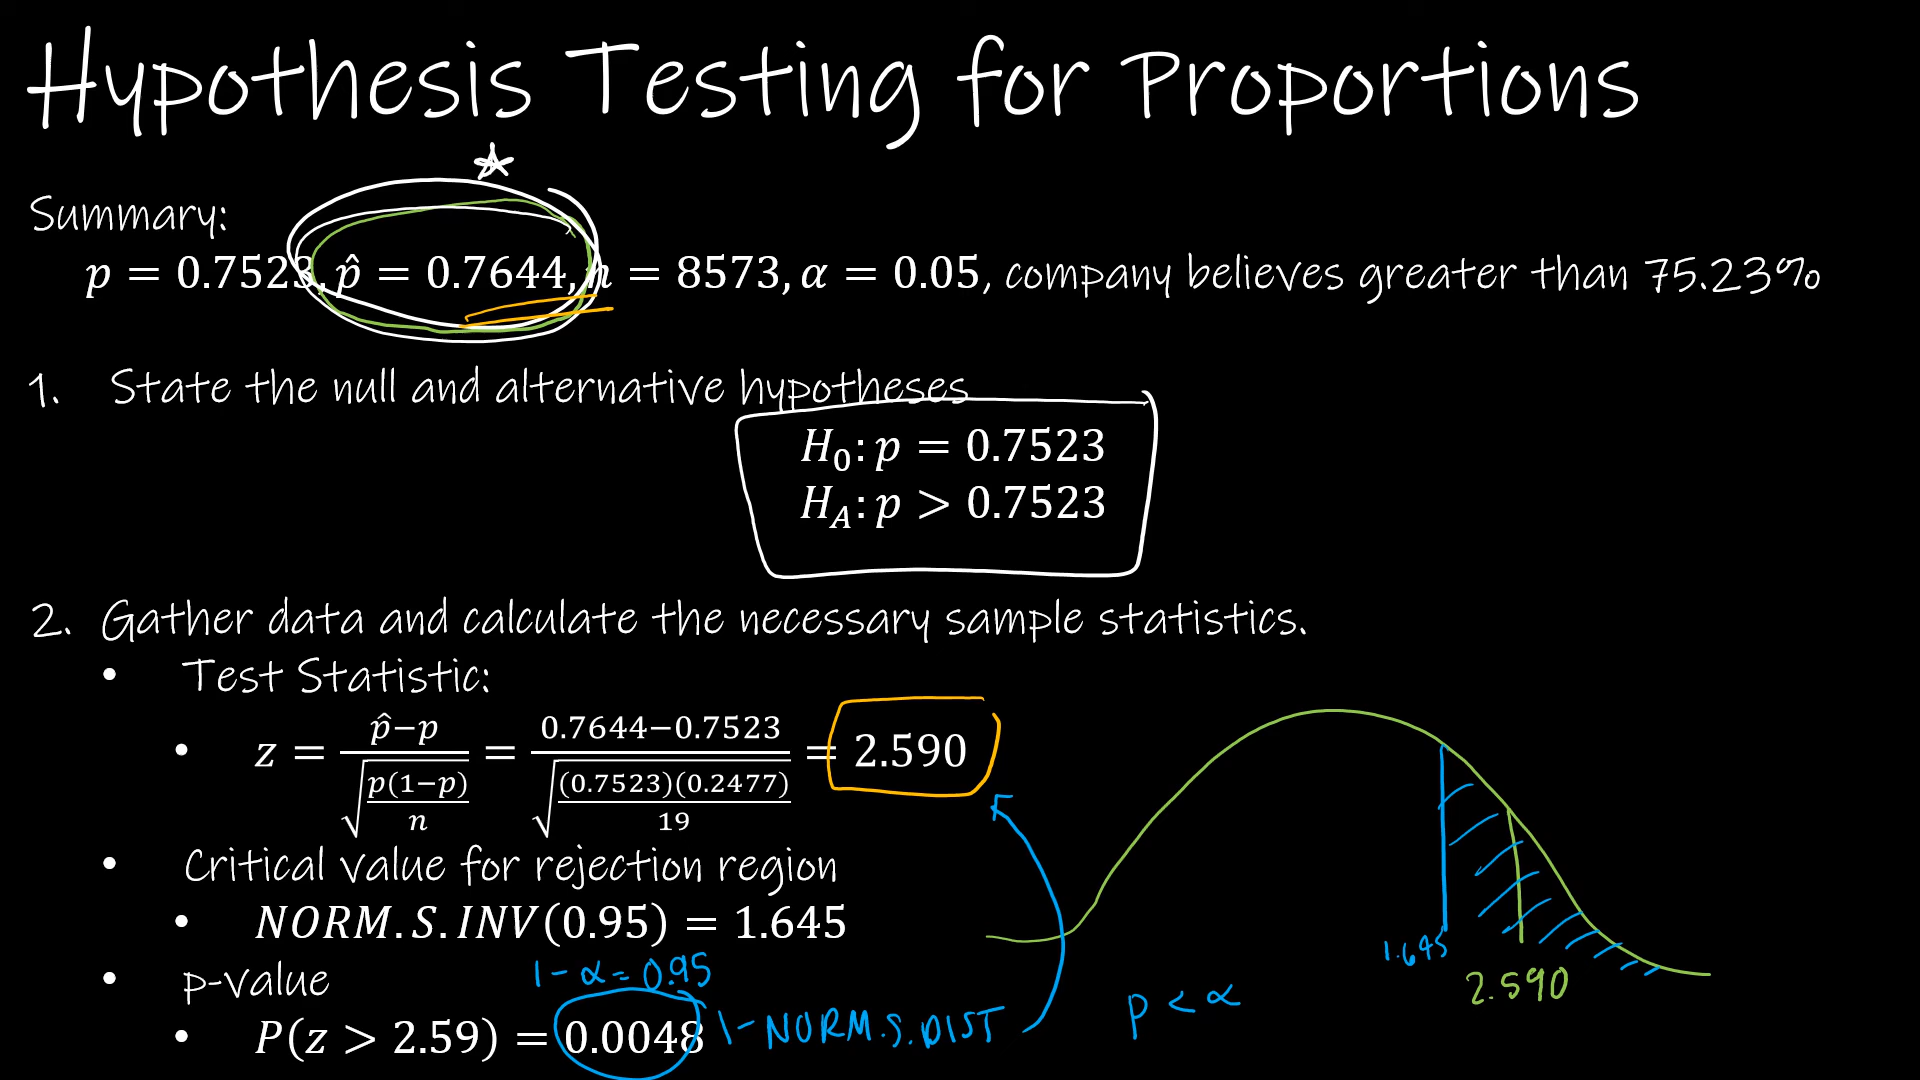 Hypothesis Testing for Proportions
Summary:
p = 0.7523, p̂ = 0.7644, n = 8573, α = 0.05, company believes greater than 75.23%
1. State the null and alternative hypotheses
H₀: p = 0.7523
H_A: p > 0.7523
2. Gather data and calculate the necessary sample statistics.
• Test Statistic:
• z = (p̂−p)/√(p(1−p)/n) = (0.7644−0.7523)/√((0.7523)(0.2477)/19) = 2.590
• Critical value for rejection region
• NORM.S.INV(0.95) = 1.645
1 - α = 0.95
• p-value
• P(z > 2.59) = 0.0048
1 - NORM.S.DIST
p < α
1.645
2.590